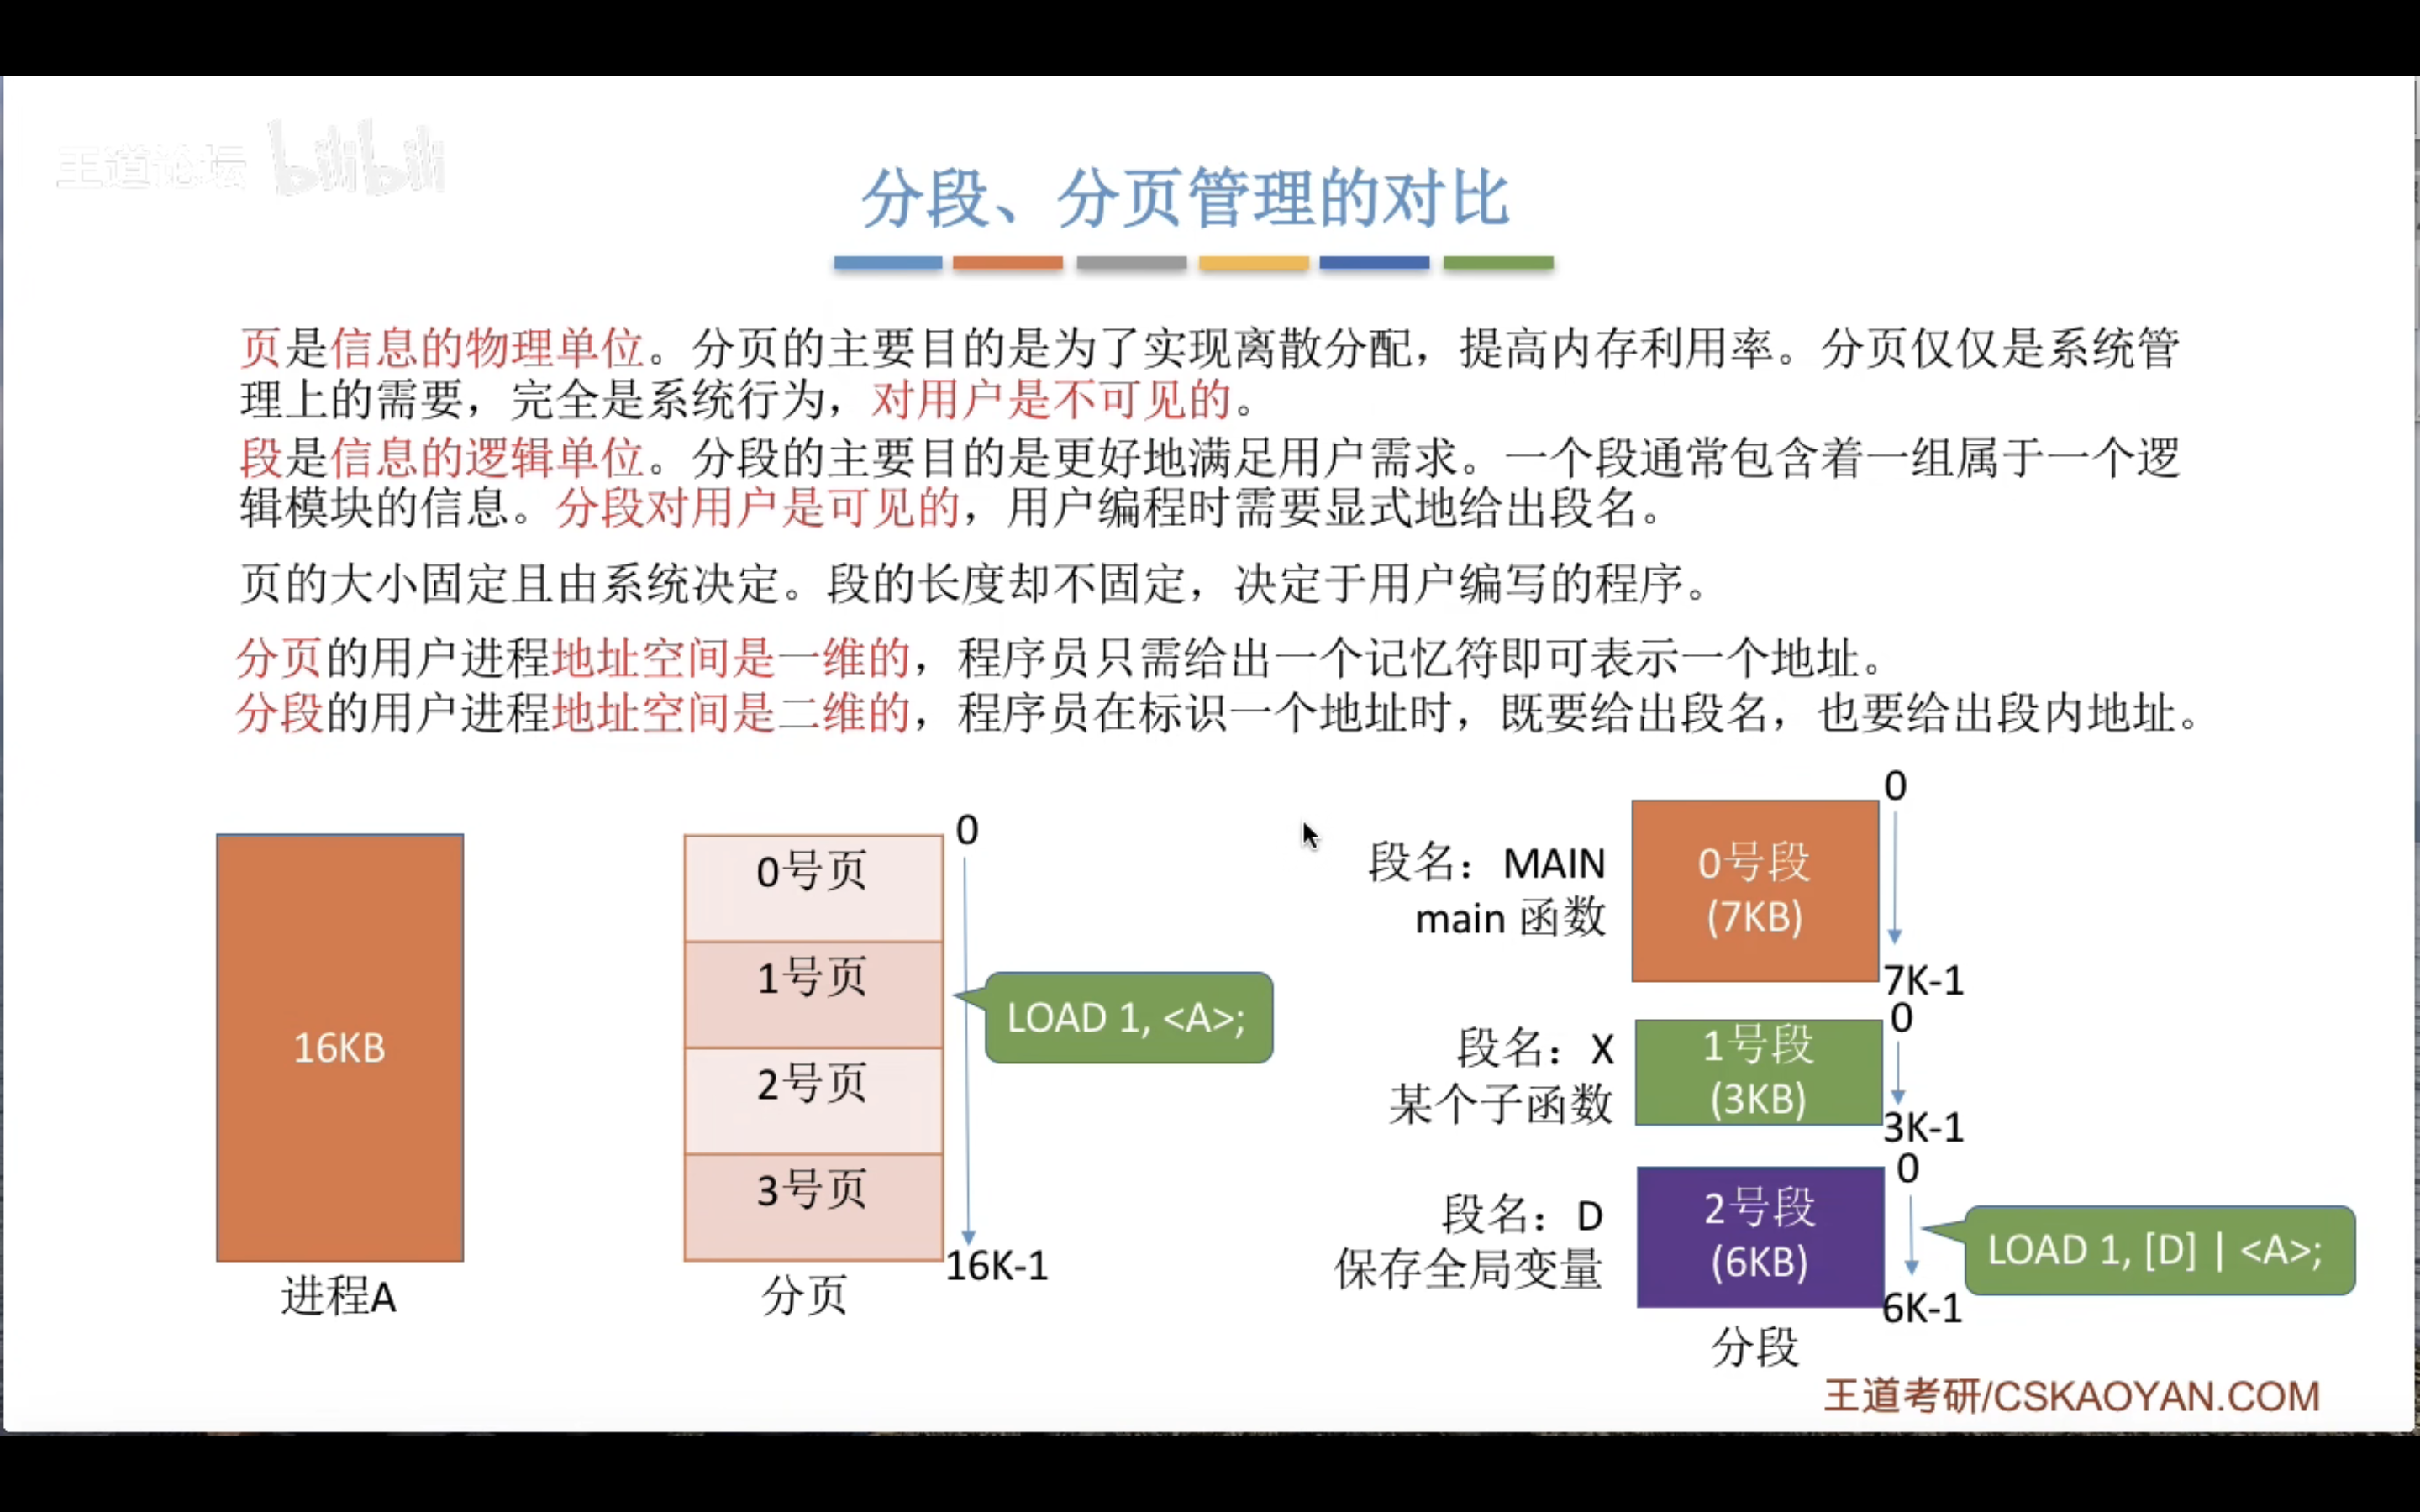 王道论坛 bilibili
分段、分页管理的对比
页是信息的物理单位。分页的主要目的是为了实现离散分配，提高内存利用率。分页仅仅是系统管
理上的需要，完全是系统行为，对用户是不可见的。
段是信息的逻辑单位。分段的主要目的是更好地满足用户需求。一个段通常包含着一组属于一个逻
辑模块的信息。分段对用户是可见的，用户编程时需要显式地给出段名。
页的大小固定且由系统决定。段的长度却不固定，决定于用户编写的程序。
分页的用户进程地址空间是一维的，程序员只需给出一个记忆符即可表示一个地址。
分段的用户进程地址空间是二维的，程序员在标识一个地址时，既要给出段名，也要给出段内地址。
16KB
进程A
0
0号页
1号页
2号页
3号页
16K-1
分页
LOAD 1, <A>;
段名：MAIN
main 函数
0号段
(7KB)
0
7K-1
段名：X
某个子函数
1号段
(3KB)
0
3K-1
段名：D
保存全局变量
2号段
(6KB)
0
6K-1
LOAD 1, [D] | <A>;
分段
王道考研/CSKAOYAN.COM